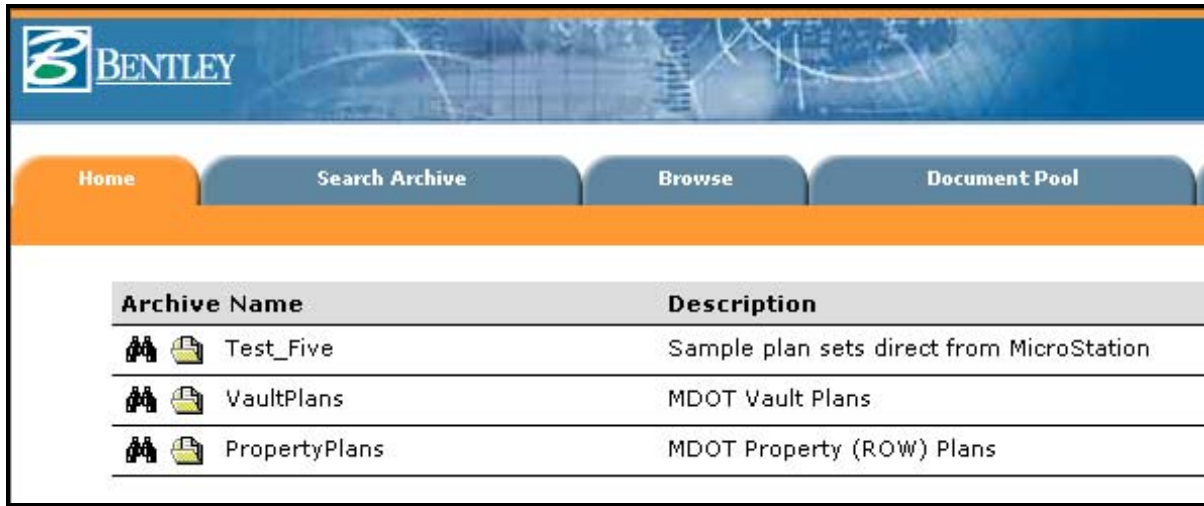 BENTLEY
Home Search Archive Browse Document Pool
Archive Name Description
Test_Five Sample plan sets direct from MicroStation
VaultPlans MDOT Vault Plans
PropertyPlans MDOT Property (ROW) Plans